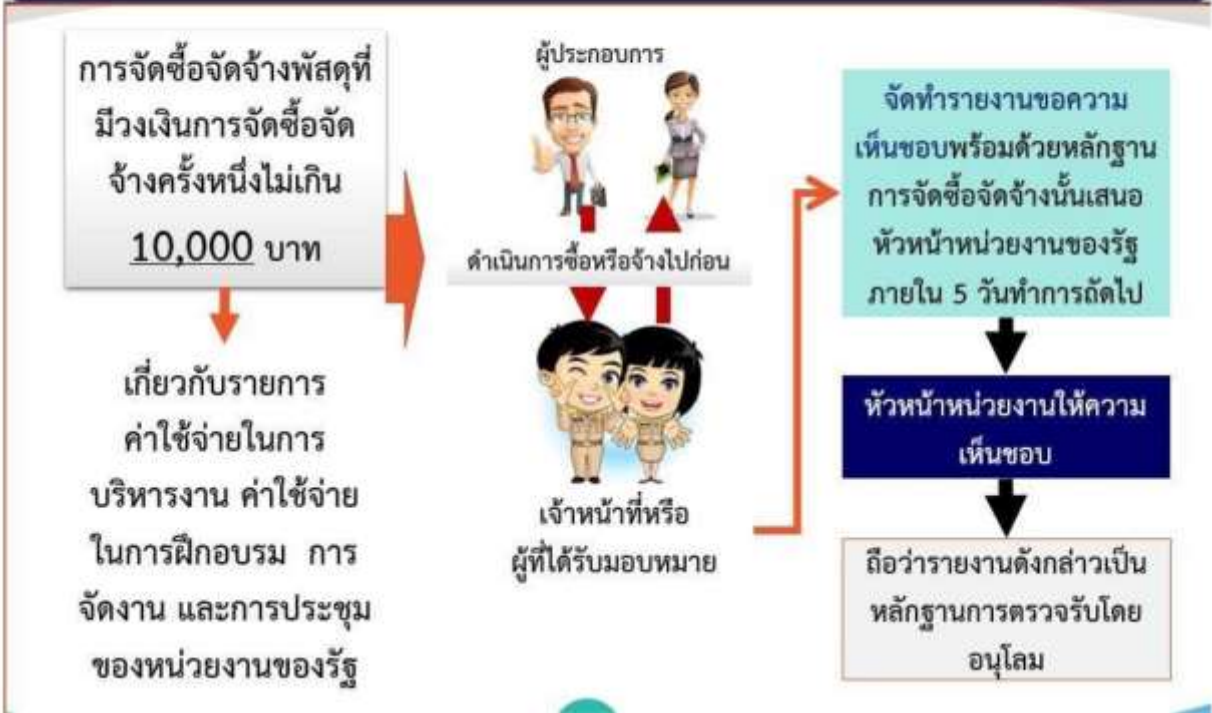 การจัดซื้อจัดจ้างพัสดุที่
มีวงเงินการจัดซื้อจัด
จ้างครั้งหนึ่งไม่เกิน
10,000 บาท
เกี่ยวกับรายการ
ค่าใช้จ่ายในการ
บริหารงาน ค่าใช้จ่าย
ในการฝึกอบรม การ
จัดงาน และการประชุม
ของหน่วยงานของรัฐ
ผู้ประกอบการ
ดำเนินการซื้อหรือจ้างไปก่อน
เจ้าหน้าที่หรือ
ผู้ที่ได้รับมอบหมาย
จัดทำรายงานขอความ
เห็นชอบพร้อมด้วยหลักฐาน
การจัดซื้อจัดจ้างนั้นเสนอ
หัวหน้าหน่วยงานของรัฐ
ภายใน 5 วันทำการถัดไป
หัวหน้าหน่วยงานให้ความ
เห็นชอบ
ถือว่ารายงานดังกล่าวเป็น
หลักฐานการตรวจรับโดย
อนุโลม